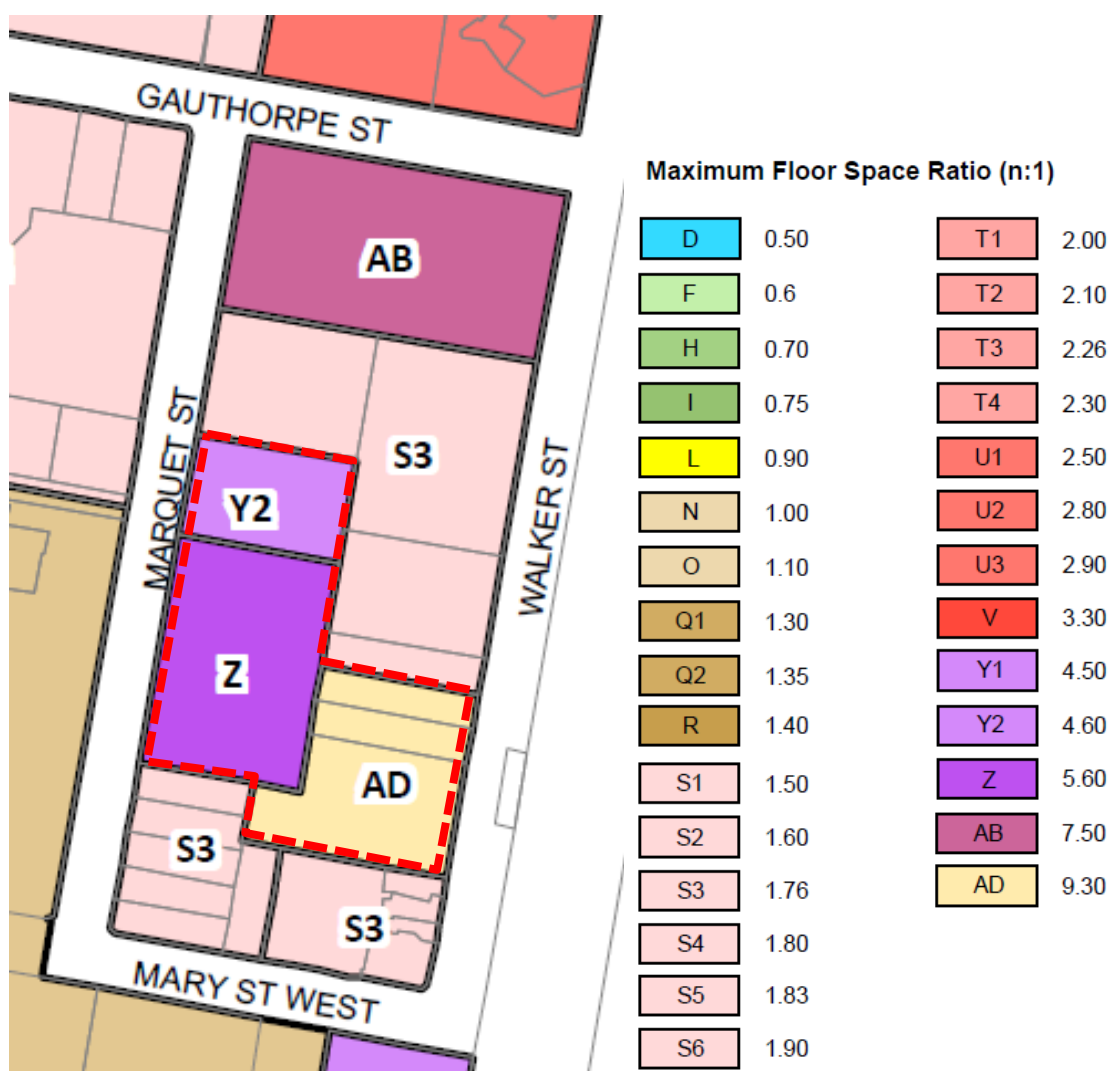 GAUTHORPE ST
AB
MARQUET ST
S3
Y2
WALKER ST
Z
AD
S3
S3
MARY ST WEST
Maximum Floor Space Ratio (n:1)
D 0.50
F 0.6
H 0.70
I 0.75
L 0.90
N 1.00
O 1.10
Q1 1.30
Q2 1.35
R 1.40
S1 1.50
S2 1.60
S3 1.76
S4 1.80
S5 1.83
S6 1.90
T1 2.00
T2 2.10
T3 2.26
T4 2.30
U1 2.50
U2 2.80
U3 2.90
V 3.30
Y1 4.50
Y2 4.60
Z 5.60
AB 7.50
AD 9.30